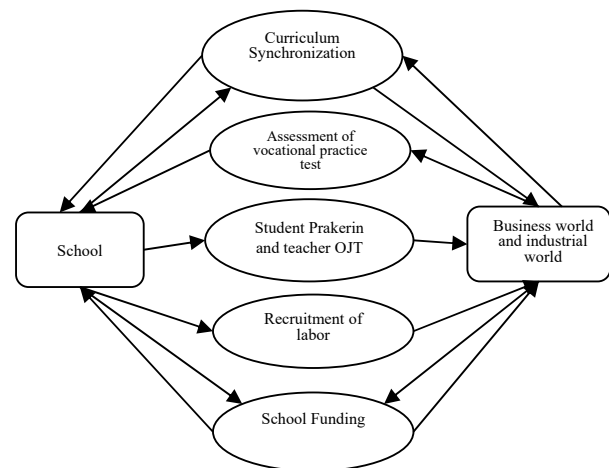 Curriculum
Synchronization
Assessment of
vocational practice
test
School
Student Prakerin
and teacher OJT
Business world
and industrial
world
Recruitment of
labor
School Funding